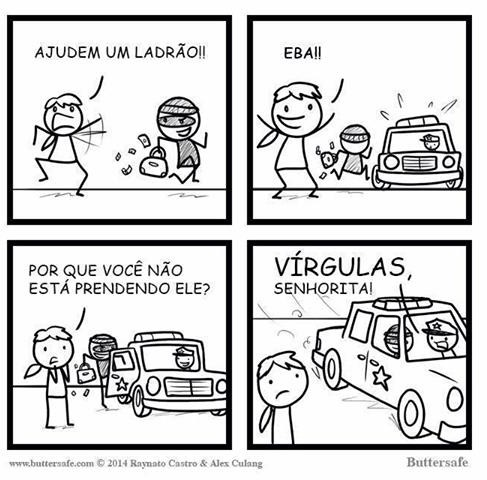 AJUDEM UM LADRÃO!!
EBA!!
POR QUE VOCÊ NÃO
ESTÁ PRENDENDO ELE?
VÍRGULAS,
SENHORITA!
www.buttersafe.com © 2014 Raynato Castro & Alex Culang
Buttersafe